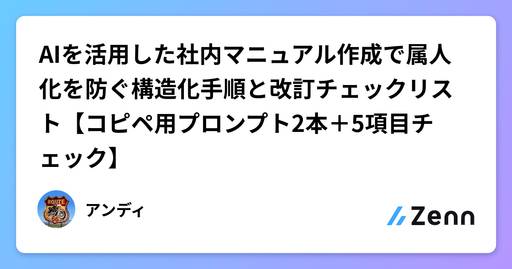 AIを活用した社内マニュアル作成で属人
化を防ぐ構造化手順と改訂チェックリス
ト【コピペ用プロンプト2本＋5項目チ
ェック】
ROUTE
アンディ
Zenn